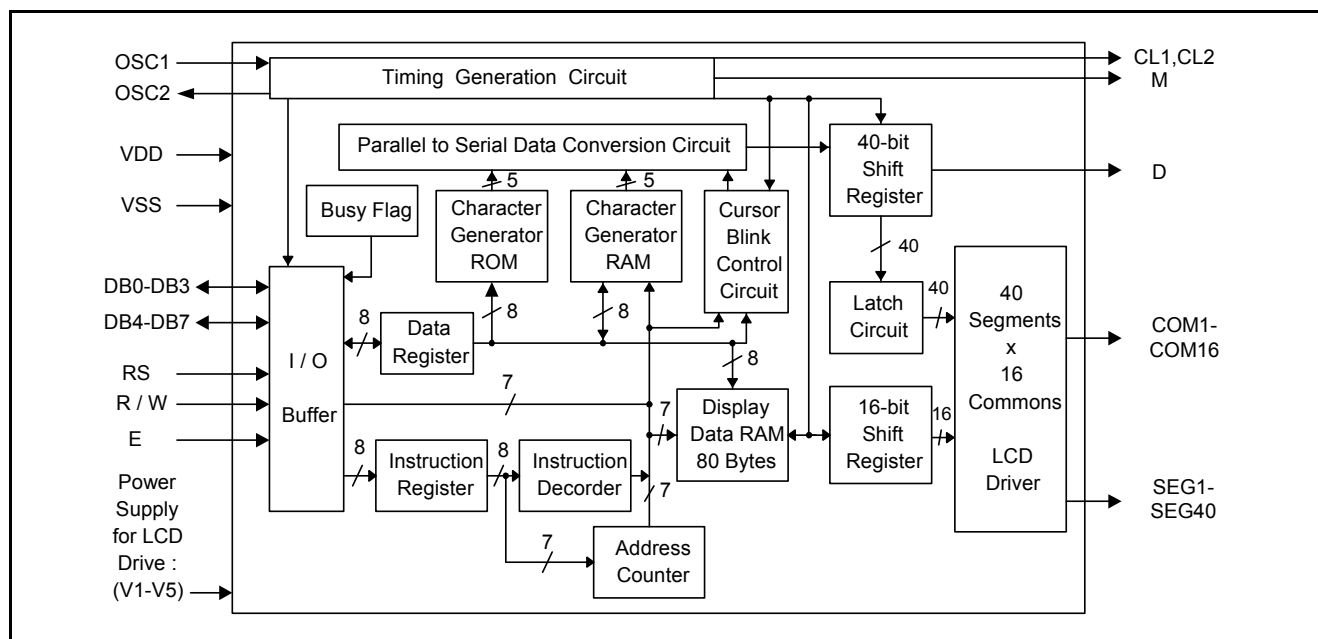 OSC1
OSC2
VDD
VSS
DB0-DB3
DB4-DB7
RS
R / W
E
Power
Supply
for LCD
Drive :
(V1-V5)
Timing Generation Circuit
Parallel to Serial Data Conversion Circuit
5
5
Busy Flag
Character
Generator
ROM
Character
Generator
RAM
Cursor
Blink
Control
Circuit
40-bit
Shift
Register
40
8
8
8
Data
Register
8
I / O
Buffer
7
7
Display
Data RAM
80 Bytes
8
Instruction
Register
8
Instruction
Decorder
7
7
Address
Counter
Latch
Circuit
40
16-bit
Shift
Register
16
40
Segments
x
16
Commons
LCD
Driver
CL1,CL2
M
D
COM1-
COM16
SEG1-
SEG40